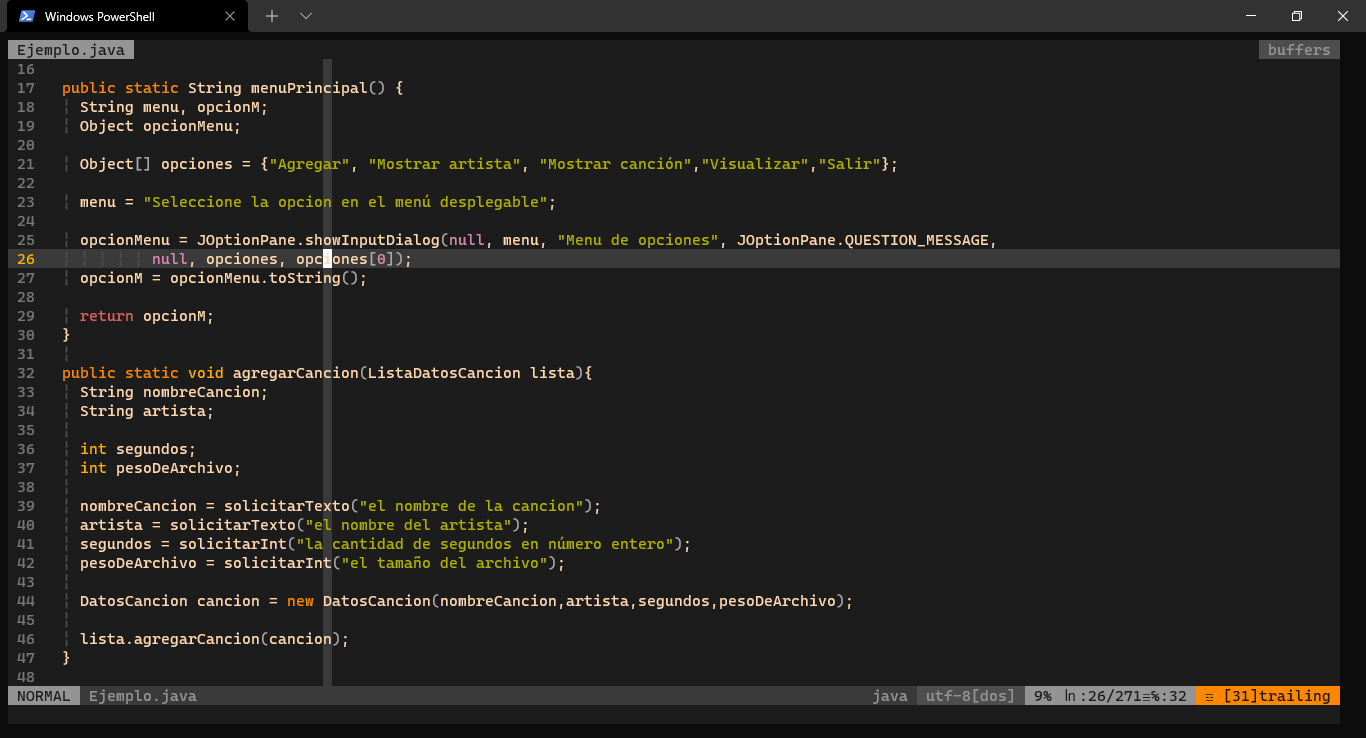 Windows PowerShell
Ejemplo.java buffers
16
17 public static String menuPrincipal() {
18 String menu, opcionM;
19 Object opcionMenu;
20
21 Object[] opciones = {"Agregar", "Mostrar artista", "Mostrar canción","Visualizar","Salir"};
22
23 menu = "Seleccione la opcion en el menú desplegable";
24
25 opcionMenu = JOptionPane.showInputDialog(null, menu, "Menu de opciones", JOptionPane.QUESTION_MESSAGE,
26 null, opciones, opciones[0]);
27 opcionM = opcionMenu.toString();
28
29 return opcionM;
30 }
31
32 public static void agregarCancion(ListaDatosCancion lista){
33 String nombreCancion;
34 String artista;
35
36 int segundos;
37 int pesoDeArchivo;
38
39 nombreCancion = solicitarTexto("el nombre de la cancion");
40 artista = solicitarTexto("el nombre del artista");
41 segundos = solicitarInt("la cantidad de segundos en número entero");
42 pesoDeArchivo = solicitarInt("el tamaño del archivo");
43
44 DatosCancion cancion = new DatosCancion(nombreCancion,artista,segundos,pesoDeArchivo);
45
46 lista.agregarCancion(cancion);
47 }
48
NORMAL Ejemplo.java java utf-8[dos] 9% ㏑:26/271≡℅:32 ☲ [31]trailing